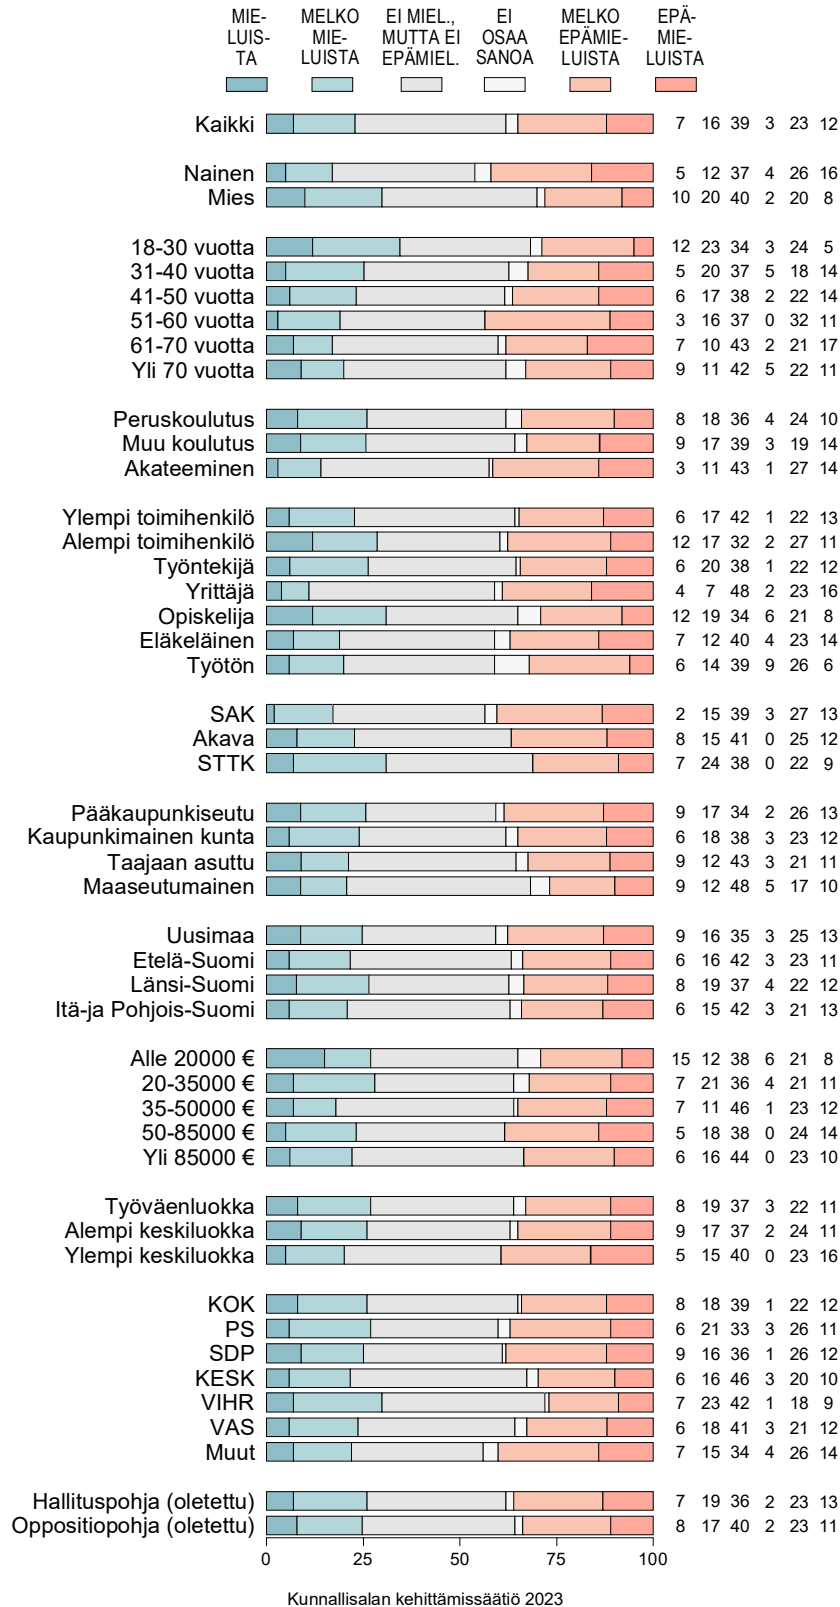 MIE-
LUIS-
TA
MELKO
MIE-
LUISTA
EI MIEL.,
MUTTA EI
EPÄMIEL.
EI
OSAA
SANOA
MELKO
EPÄMIE-
LUISTA
EPÄ-
MIE-
LUISTA
Kaikki 7 16 39 3 23 12
Nainen 5 12 37 4 26 16
Mies 10 20 40 2 20 8
18-30 vuotta 12 23 34 3 24 5
31-40 vuotta 5 20 37 5 18 14
41-50 vuotta 6 17 38 2 22 14
51-60 vuotta 3 16 37 0 32 11
61-70 vuotta 7 10 43 2 21 17
Yli 70 vuotta 9 11 42 5 22 11
Peruskoulutus 8 18 36 4 24 10
Muu koulutus 9 17 39 3 19 14
Akateeminen 3 11 43 1 27 14
Ylempi toimihenkilö 6 17 42 1 22 13
Alempi toimihenkilö 12 17 32 2 27 11
Työntekijä 6 20 38 1 22 12
Yrittäjä 4 7 48 2 23 16
Opiskelija 12 19 34 6 21 8
Eläkeläinen 7 12 40 4 23 14
Työtön 6 14 39 9 26 6
SAK 2 15 39 3 27 13
Akava 8 15 41 0 25 12
STTK 7 24 38 0 22 9
Pääkaupunkiseutu 9 17 34 2 26 13
Kaupunkimainen kunta 6 18 38 3 23 12
Taajaan asuttu 9 12 43 3 21 11
Maaseutumainen 9 12 48 5 17 10
Uusimaa 9 16 35 3 25 13
Etelä-Suomi 6 16 42 3 23 11
Länsi-Suomi 8 19 37 4 22 12
Itä-ja Pohjois-Suomi 6 15 42 3 21 13
Alle 20000 € 15 12 38 6 21 8
20-35000 € 7 21 36 4 21 11
35-50000 € 7 11 46 1 23 12
50-85000 € 5 18 38 0 24 14
Yli 85000 € 6 16 44 0 23 10
Työväenluokka 8 19 37 3 22 11
Alempi keskiluokka 9 17 37 2 24 11
Ylempi keskiluokka 5 15 40 0 23 16
KOK 8 18 39 1 22 12
PS 6 21 33 3 26 11
SDP 9 16 36 1 26 12
KESK 6 16 46 3 20 10
VIHR 7 23 42 1 18 9
VAS 6 18 41 3 21 12
Muut 7 15 34 4 26 14
Hallituspohja (oletettu) 7 19 36 2 23 13
Oppositiopohja (oletettu) 8 17 40 2 23 11
0 25 50 75 100
Kunnallisalan kehittämissäätiö 2023